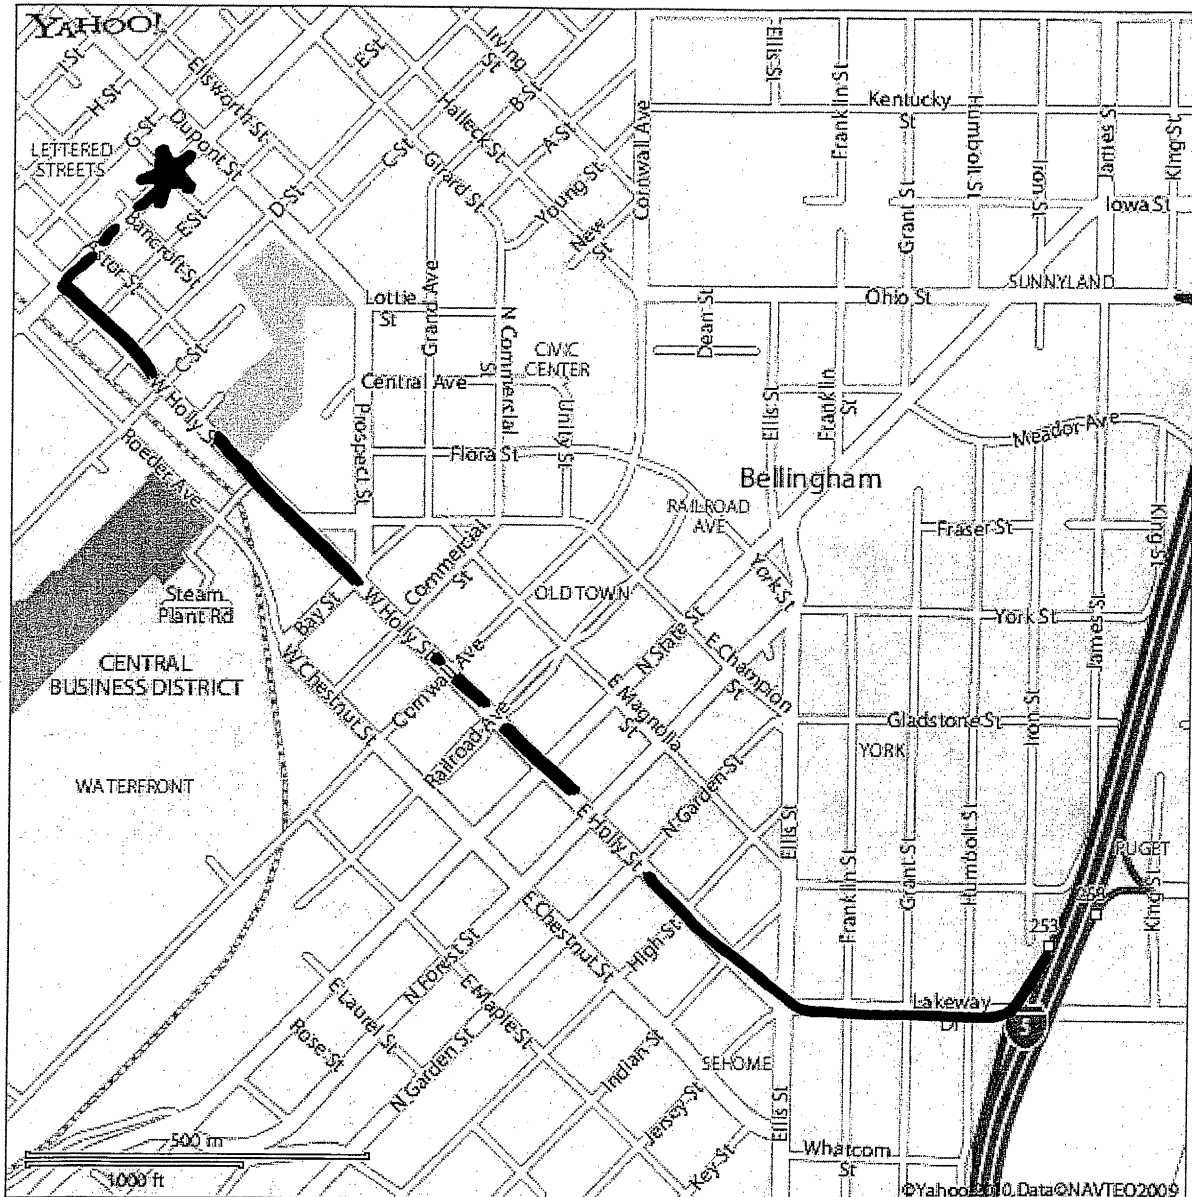 YAHOO!
I St
H St
G St
Ellsworth St
Dupont St
E St
Irving St
B St
Halleck St
A St
C St
Girard St
Young St
New St
Cornwall Ave
Ellis St
Franklin St
Kentucky St
Humbolt St
Iron St
James St
King St
Grant St
Iowa St
LETTERED STREETS
D St
E St
Bancroft St
Astor St
C St
W Holly St
Roeder Ave
Lottie St
Grand Ave
N Commercial St
CIVIC CENTER
Central Ave
Unity St
Prospect St
Flora St
Dean St
Ohio St
SUNNYLAND
Ellis St
Franklin St
Meador Ave
Bellingham
RAILROAD AVE
Fraser St
King St
York St
York St
James St
Steam Plant Rd
Bay St
W Holly St
Commercial St
OLD TOWN
N State St
E Champion St
E Magnolia St
CENTRAL BUSINESS DISTRICT
W Chestnut St
Cornwall Ave
Railroad Ave
Gladstone St
Iron St
YORK
WATERFRONT
E Holly St
N Garden St
Ellis St
Franklin St
Grant St
Humbolt St
PUGET
King St
253
E Chestnut St
High St
N Forest St
E Laurel St
E Maple St
Rose St
N Garden St
Lakeway Dr
5
SEHOME
Indian St
Jersey St
Key St
Ellis St
Whatcom St
500 m
1000 ft
©Yahoo! 2010, Data©NAVTEQ2009